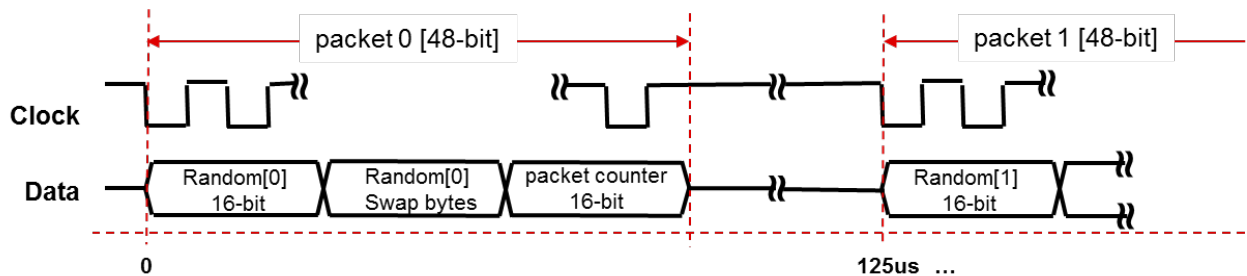 packet 0 [48-bit]
packet 1 [48-bit]
Clock
Data
Random[0]
16-bit
Random[0]
Swap bytes
packet counter
16-bit
Random[1]
16-bit
0
125us ...